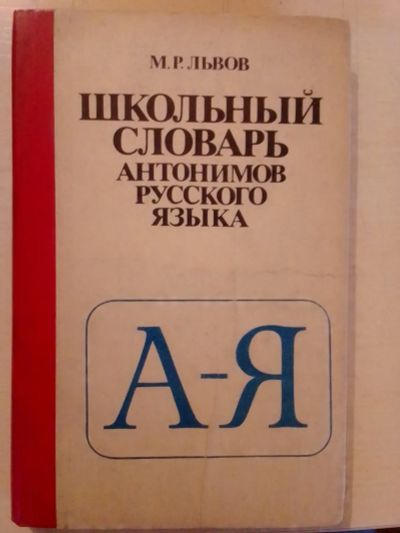 М.Р.ЛЬВОВ
ШКОЛЬНЫЙ
СЛОВАРЬ
АНТОНИМОВ
РУССКОГО
ЯЗЫКА
А-Я